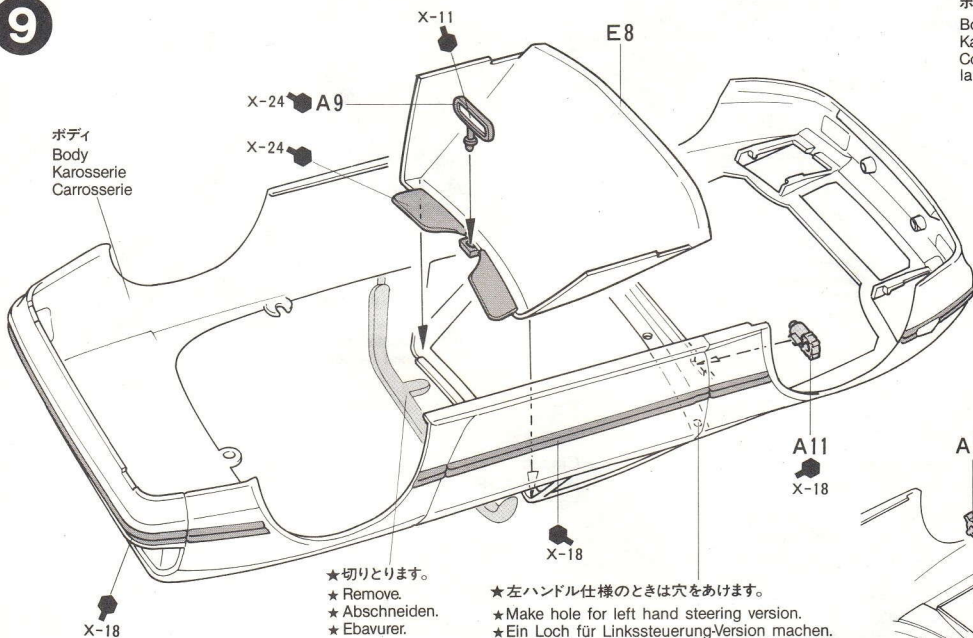 9
X-11
E8
X-24 A9
X-24
ボディ
Body
Karosserie
Carrosserie
A11
X-18
X-18
X-18
★切りとります。
★Remove.
★Abschneiden.
★Ebavurer.
★左ハンドル仕様のときは穴をあけます。
★Make hole for left hand steering version.
★Ein Loch für Linkssteuerung-Version machen.